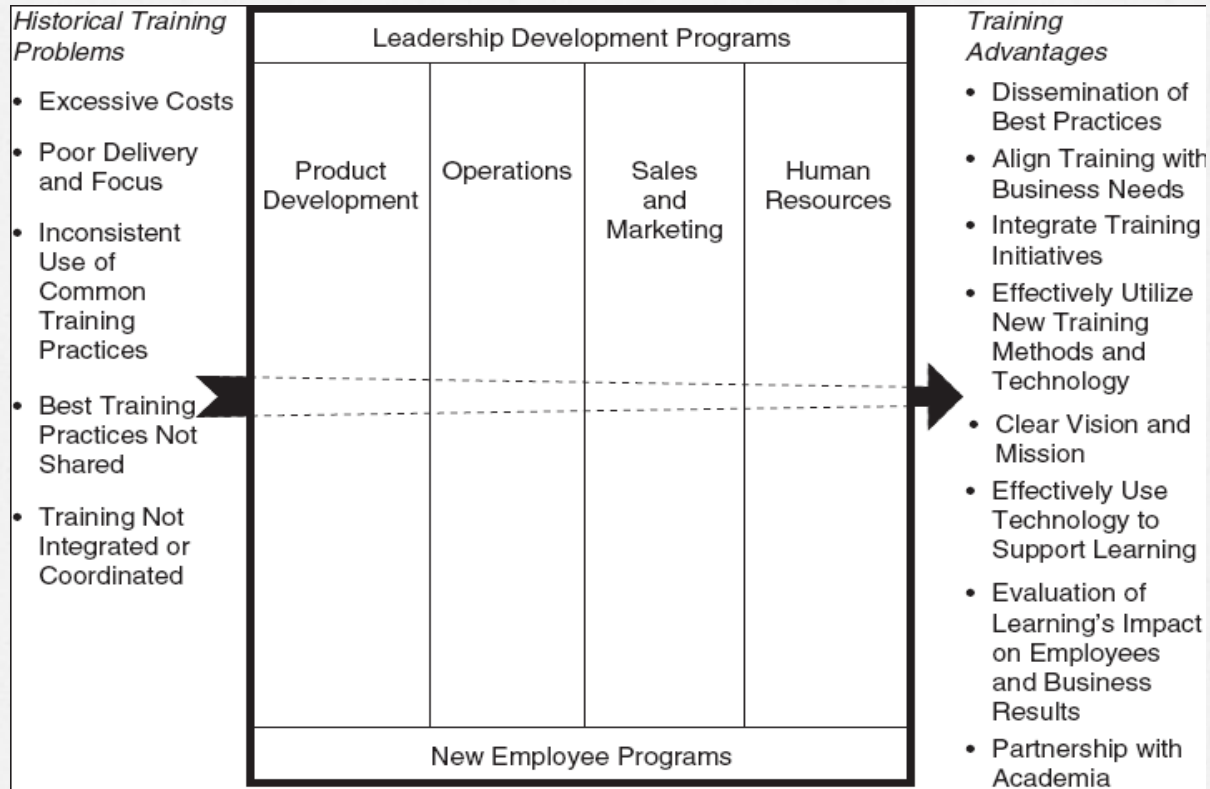 Historical Training
Problems
• Excessive Costs
• Poor Delivery
and Focus
• Inconsistent
Use of
Common
Training
Practices
• Best Training
Practices Not
Shared
• Training Not
Integrated or
Coordinated
Leadership Development Programs
Product
Development
Operations
Sales
and
Marketing
Human
Resources
New Employee Programs
Training
Advantages
• Dissemination of
Best Practices
• Align Training with
Business Needs
• Integrate Training
Initiatives
• Effectively Utilize
New Training
Methods and
Technology
• Clear Vision and
Mission
• Effectively Use
Technology to
Support Learning
• Evaluation of
Learning's Impact
on Employees
and Business
Results
• Partnership with
Academia